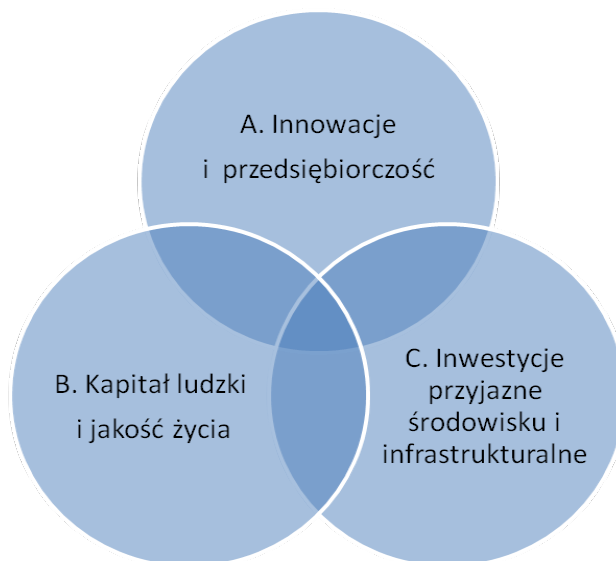 A. Innowacje
i przedsiębiorczość
B. Kapitał ludzki
i jakość życia
C. Inwestycje
przyjazne
środowisku i
infrastrukturalne